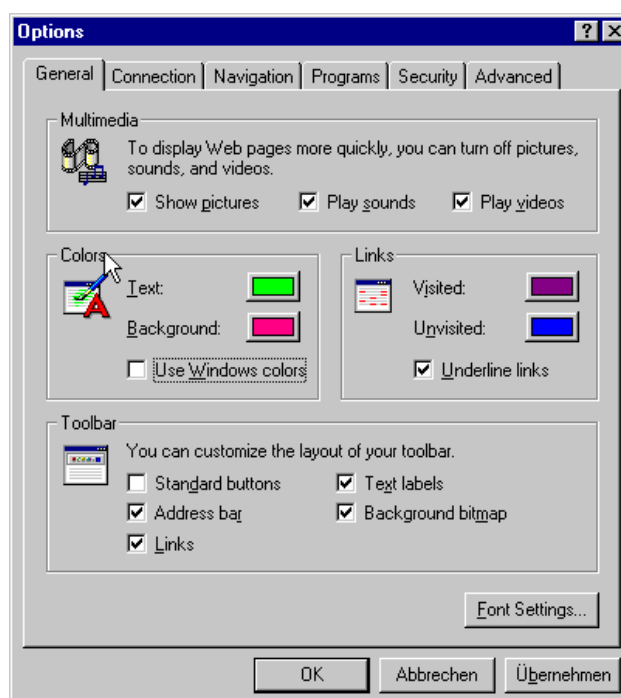 Options
General Connection Navigation Programs Security Advanced
Multimedia
To display Web pages more quickly, you can turn off pictures,
sounds, and videos.
Show pictures Play sounds Play videos
Colors Links
Text: Visited:
Background: Unvisited:
Use Windows colors Underline links
Toolbar
You can customize the layout of your toolbar.
Standard buttons Text labels
Address bar Background bitmap
Links
Font Settings...
OK Abbrechen Übernehmen